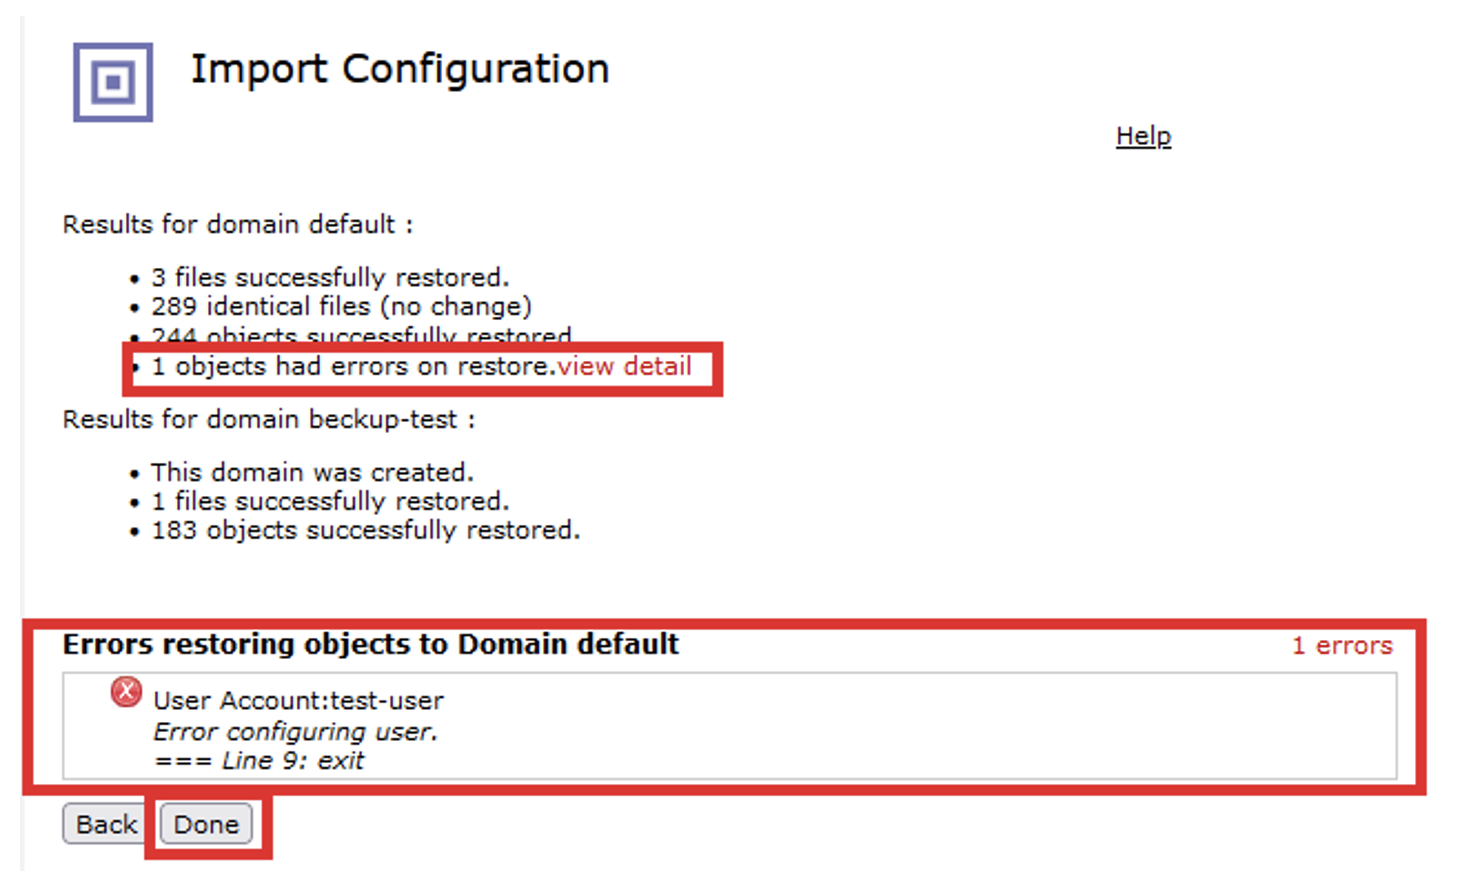 Import Configuration
Help
Results for domain default :
• 3 files successfully restored.
• 289 identical files (no change)
• 244 objects successfully restored
• 1 objects had errors on restore.view detail
Results for domain beckup-test :
• This domain was created.
• 1 files successfully restored.
• 183 objects successfully restored.
Errors restoring objects to Domain default 1 errors
User Account:test-user
Error configuring user.
=== Line 9: exit
Back Done